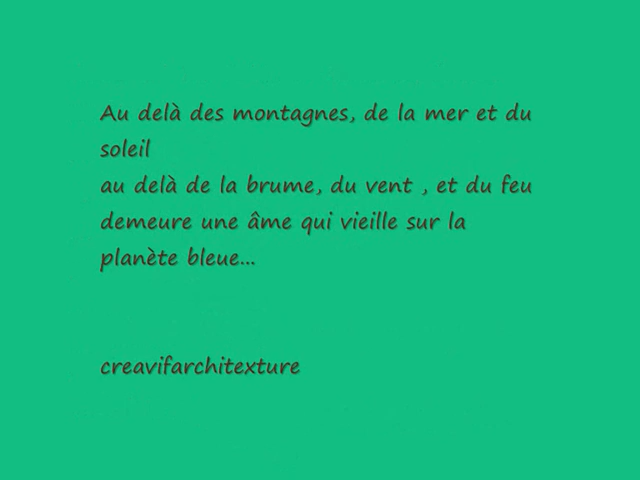 Au delà des montagnes, de la mer et du
soleil
au delà de la brume, du vent , et du feu
demeure une âme qui vieille sur la
planète bleue...
creavifarchitexture